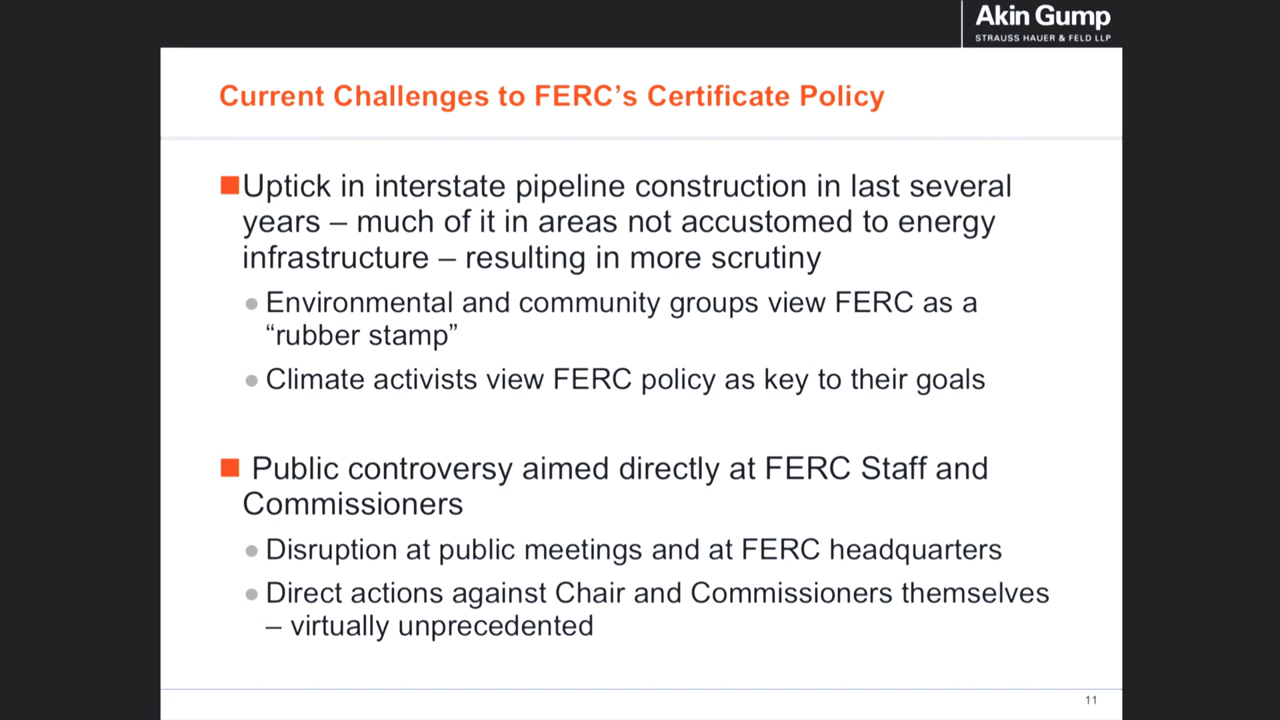 Akin Gump
STRAUSS HAUER & FELD LLP
Current Challenges to FERC’s Certificate Policy
Uptick in interstate pipeline construction in last several
years – much of it in areas not accustomed to energy
infrastructure – resulting in more scrutiny
Environmental and community groups view FERC as a
“rubber stamp”
Climate activists view FERC policy as key to their goals
Public controversy aimed directly at FERC Staff and
Commissioners
Disruption at public meetings and at FERC headquarters
Direct actions against Chair and Commissioners themselves
– virtually unprecedented
11